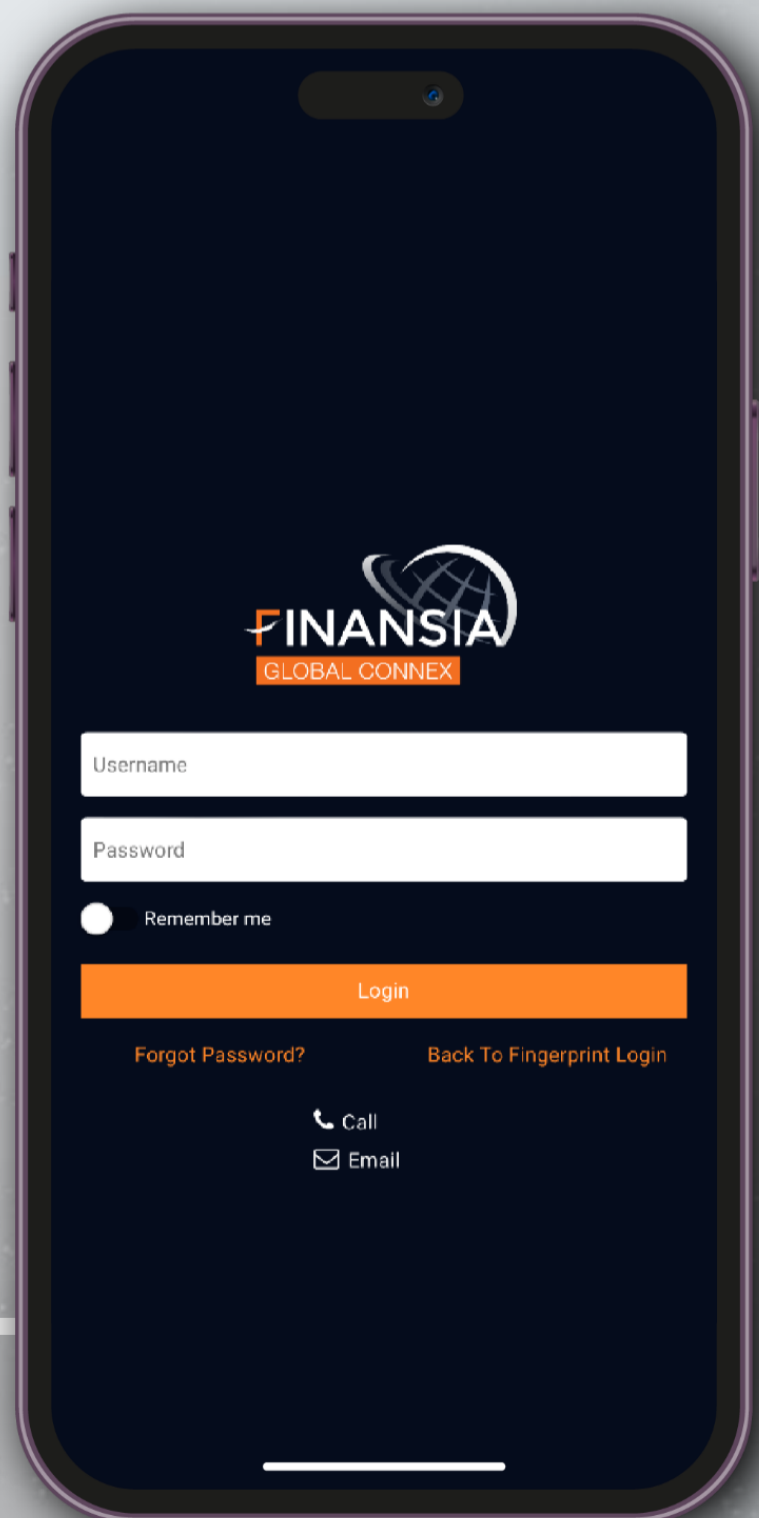 FINANSIA
GLOBAL CONNEX
Username
Password
Remember me
Login
Forgot Password? Back To Fingerprint Login
Call
Email